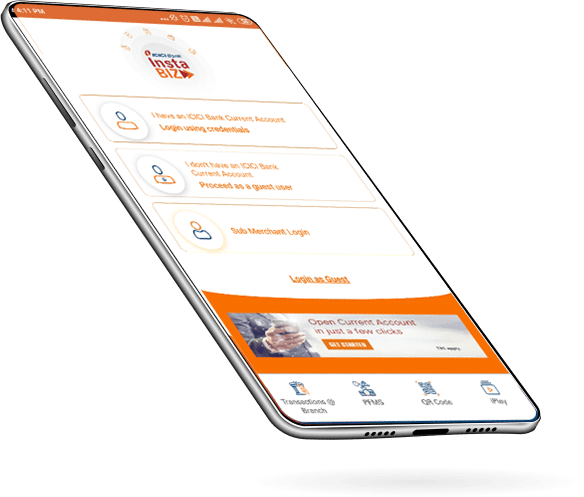 4:11 PM
ICICI Bank
Insta
BIZ
I have an ICICI Bank Current Account
Login using credentials
I don't have an ICICI Bank
Current Account
Proceed as a guest user
Sub Merchant Login
Login as Guest
Open Current Account
in just a few clicks
GET STARTED
T&C apply
Transactions @
Branch
PFMS
QR Code
iPlay